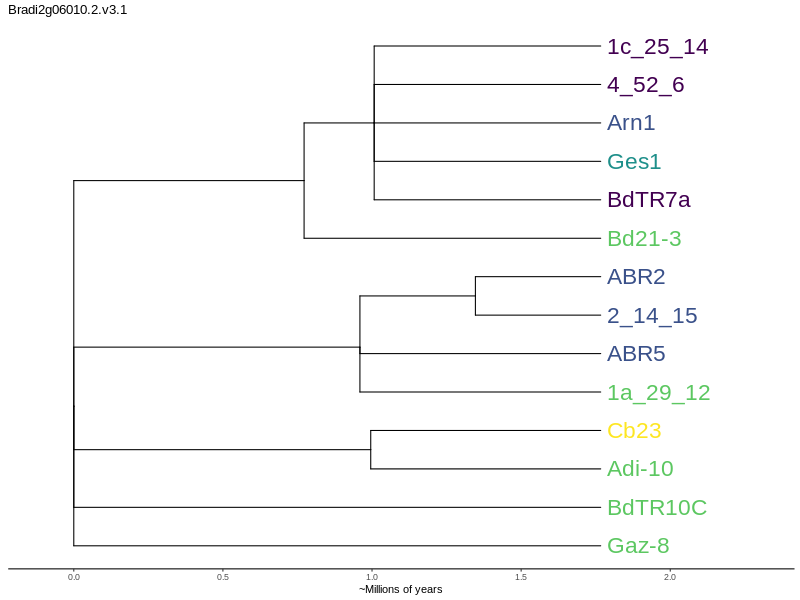 Bradi2g06010.2.v3.1
1c_25_14
4_52_6
Arn1
Ges1
BdTR7a
Bd21-3
ABR2
2_14_15
ABR5
1a_29_12
Cb23
Adi-10
BdTR10C
Gaz-8
0.0 0.5 1.0 1.5 2.0
~Millions of years